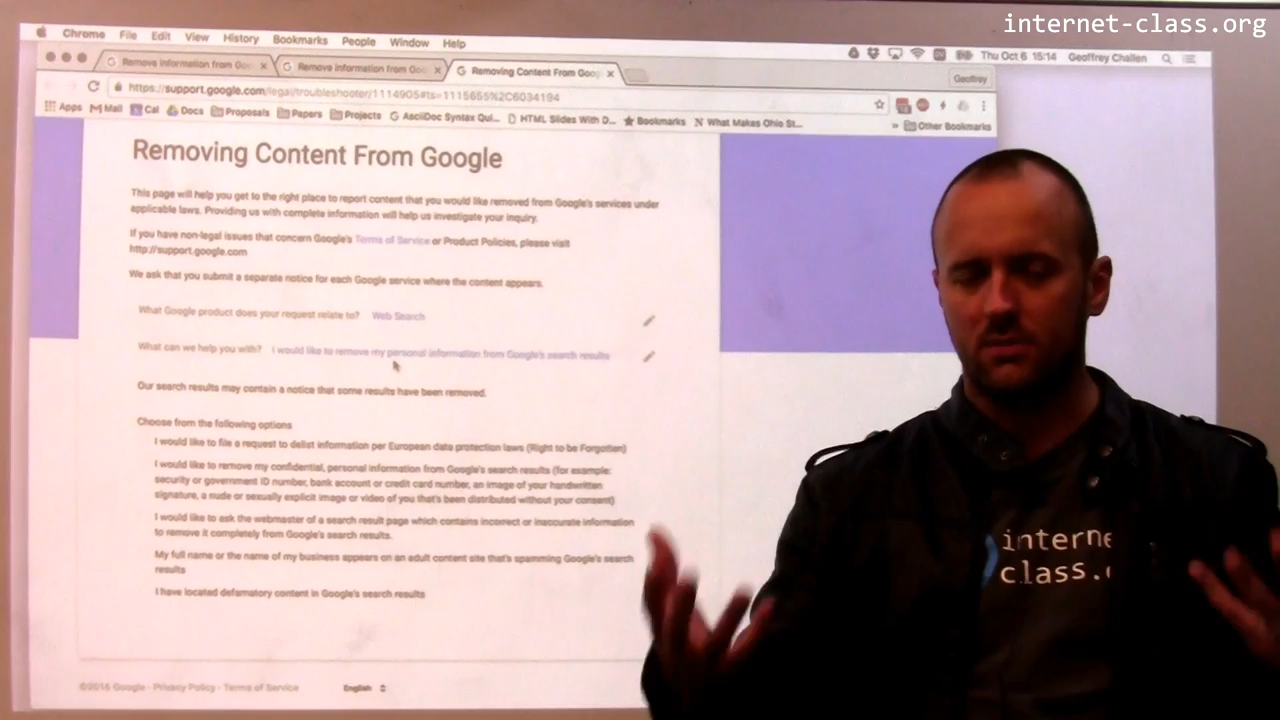 internet-class.org
Chrome File Edit View History Bookmarks People Window Help
Thu Oct 6 15:14 Geoffrey Challen
Remove information from Goo
Remove information from Goo
Removing Content From Goo
Geoffrey
https://support.google.com/legal/troubleshooter/1114905#ts=1115655%2C6034194
Apps Mail Cal Docs Proposals Papers Projects AsciiDoc Syntax Qui... HTML Slides With D... Bookmarks What Makes Ohio St... » Other Bookmarks
Removing Content From Google
This page will help you get to the right place to report content that you would like removed from Google's services under
applicable laws. Providing us with complete information will help us investigate your inquiry.
If you have non-legal issues that concern Google's Terms of Service or Product Policies, please visit
http://support.google.com
We ask that you submit a separate notice for each Google service where the content appears.
What Google product does your request relate to? Web Search
What can we help you with? I would like to remove my personal information from Google's search results
Our search results may contain a notice that some results have been removed.
Choose from the following options
I would like to file a request to delist information per European data protection laws (Right to be Forgotten)
I would like to remove my confidential, personal information from Google's search results (for example:
security or government ID number, bank account or credit card number, an image of your handwritten
signature, a nude or sexually explicit image or video of you that's been distributed without your consent)
I would like to ask the webmaster of a search result page which contains incorrect or inaccurate information
to remove it completely from Google's search results.
My full name or the name of my business appears on an adult content site that's spamming Google's search
results
I have located defamatory content in Google's search results
interne
class.
©2016 Google - Privacy Policy - Terms of Service English